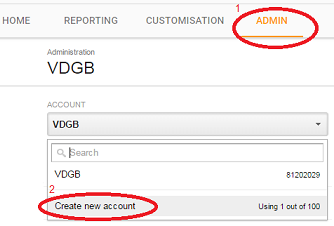 1
HOME REPORTING CUSTOMISATION ADMIN
Administration
VDGB
ACCOUNT
VDGB
Search
VDGB 81202029
2
Create new account Using 1 out of 100